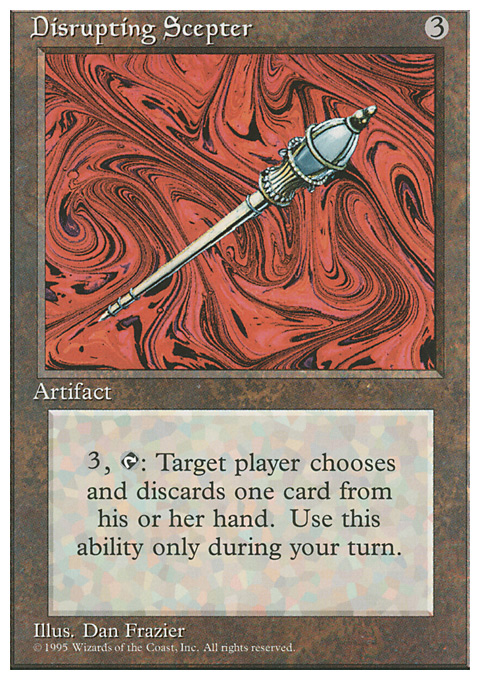 Disrupting Scepter 3
Artifact
3, : Target player chooses
and discards one card from
his or her hand. Use this
ability only during your turn.
Illus. Dan Frazier
© 1995 Wizards of the Coast, Inc. All rights reserved.